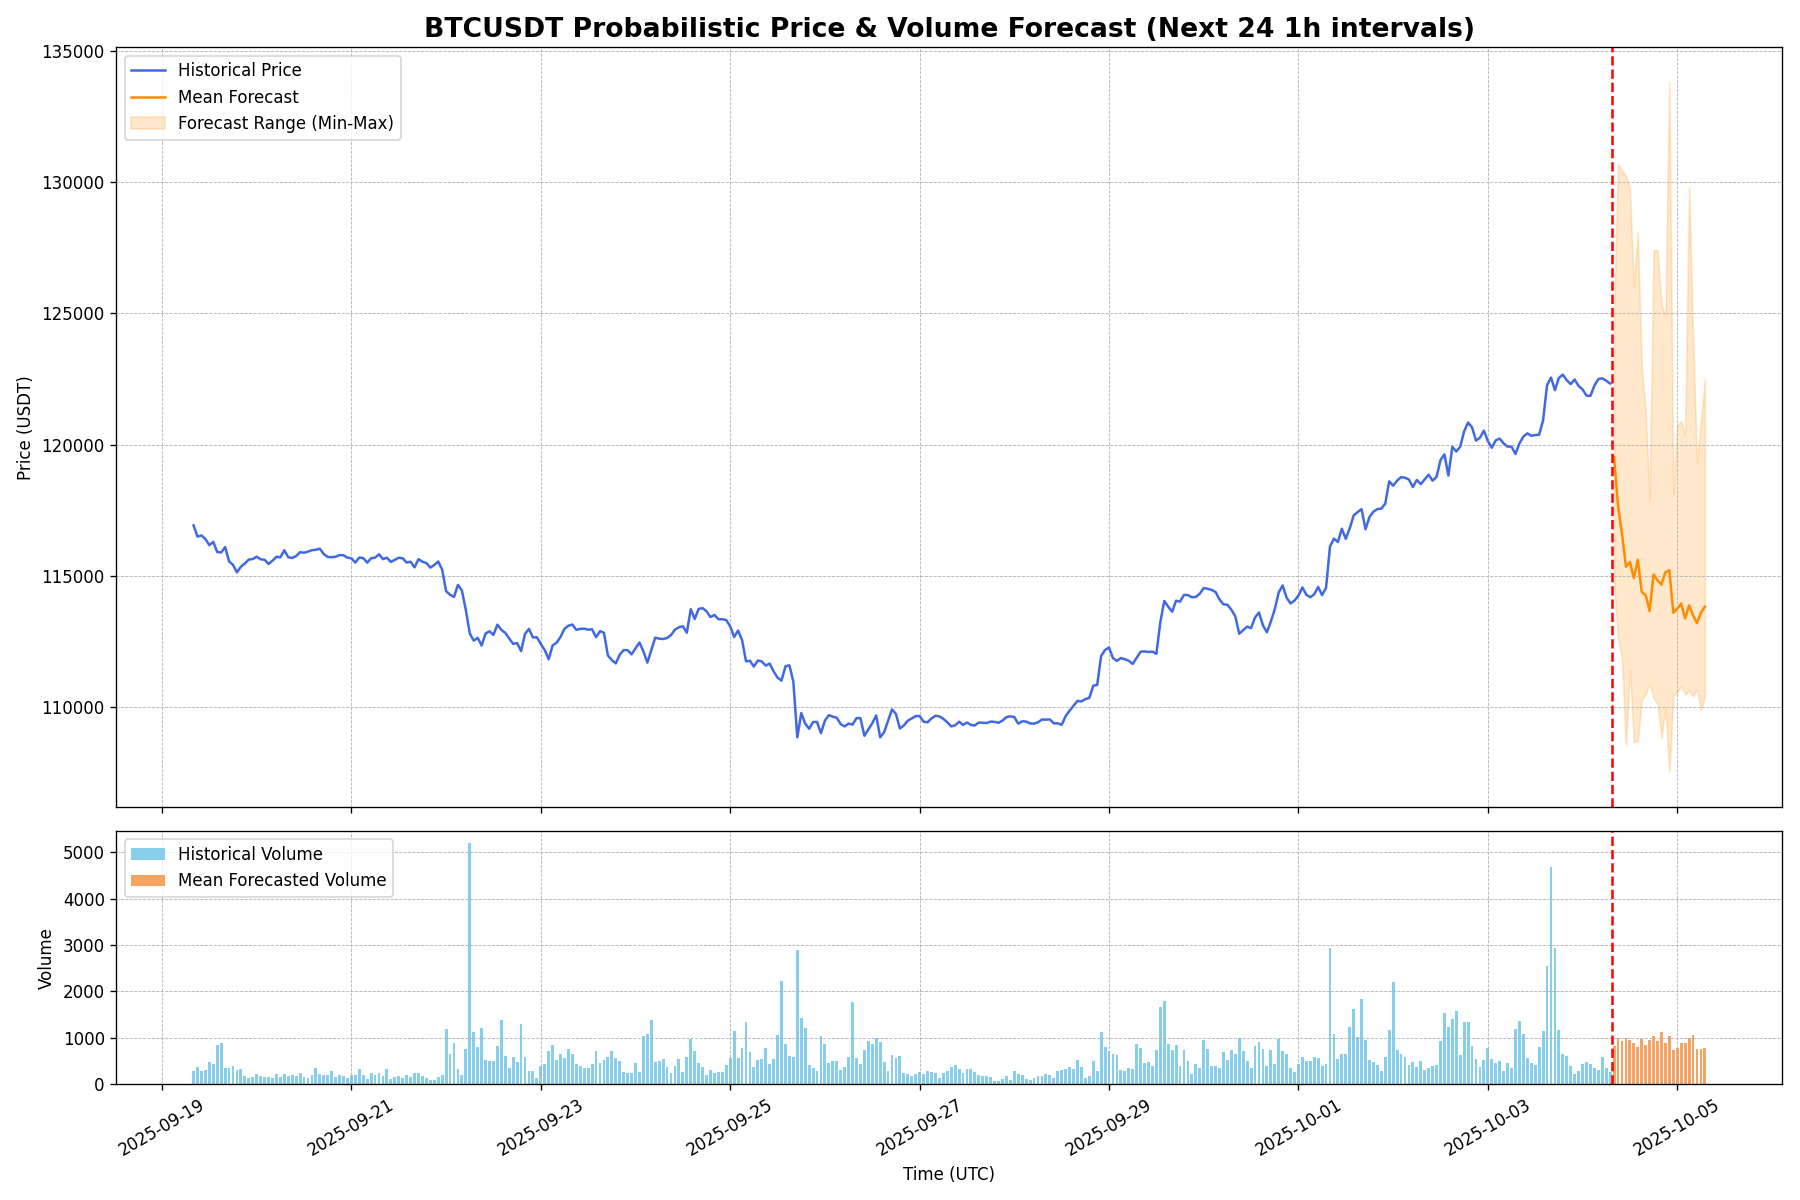 BTCUSDT Probabilistic Price & Volume Forecast (Next 24 1h intervals)
Historical Price
Mean Forecast
Forecast Range (Min-Max)
135000
130000
125000
120000
115000
110000
Price (USDT)
Historical Volume
Mean Forecasted Volume
5000
4000
3000
2000
1000
0
Volume
2025-09-19
2025-09-21
2025-09-23
2025-09-25
2025-09-27
2025-09-29
2025-10-01
2025-10-03
2025-10-05
Time (UTC)